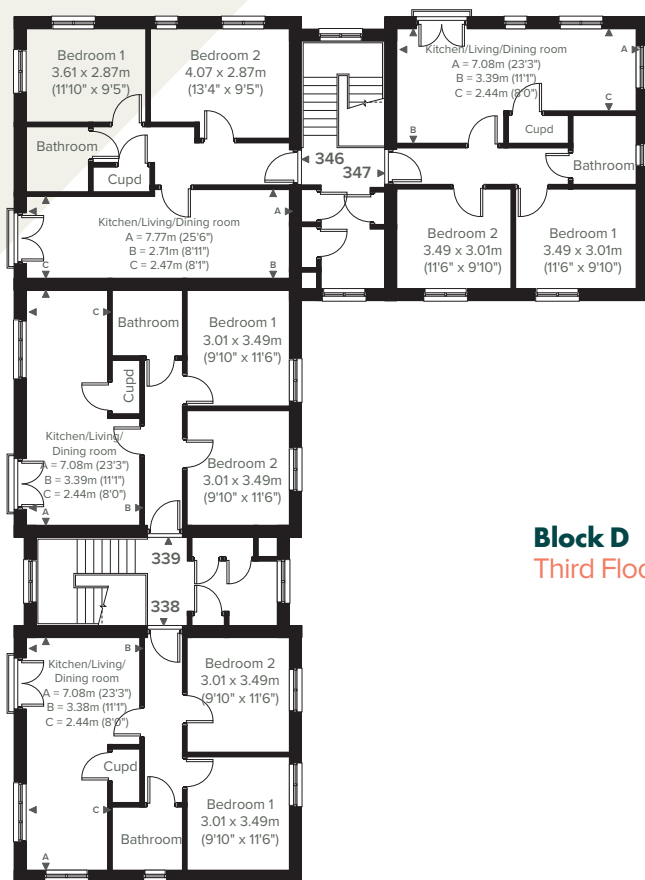 Bedroom 1
3.61 x 2.87m
(11'10" x 9'5")
Bedroom 2
4.07 x 2.87m
(13'4" x 9'5")
Bathroom
Cupd
346
347
Kitchen/Living/Dining room
A = 7.77m (25'6")
B = 2.71m (8'11")
C = 2.47m (8'1")
A
B
C
Kitchen/Living/Dining room
A = 7.08m (23'3")
B = 3.39m (11'1")
C = 2.44m (8'0")
A
B
C
Cupd
Bathroom
Bedroom 2
3.49 x 3.01m
(11'6" x 9'10")
Bedroom 1
3.49 x 3.01m
(11'6" x 9'10")
C
Bathroom
Bedroom 1
3.01 x 3.49m
(9'10" x 11'6")
Cupd
Kitchen/Living/
Dining room
A = 7.08m (23'3")
B = 3.39m (11'1")
C = 2.44m (8'0")
A
B
Bedroom 2
3.01 x 3.49m
(9'10" x 11'6")
339
338
Block D
Third Floo
A
B
Kitchen/Living/
Dining room
A = 7.08m (23'3")
B = 3.38m (11'1")
C = 2.44m (8'0")
Bedroom 2
3.01 x 3.49m
(9'10" x 11'6")
Cupd
C
A
Bathroom
Bedroom 1
3.01 x 3.49m
(9'10" x 11'6")